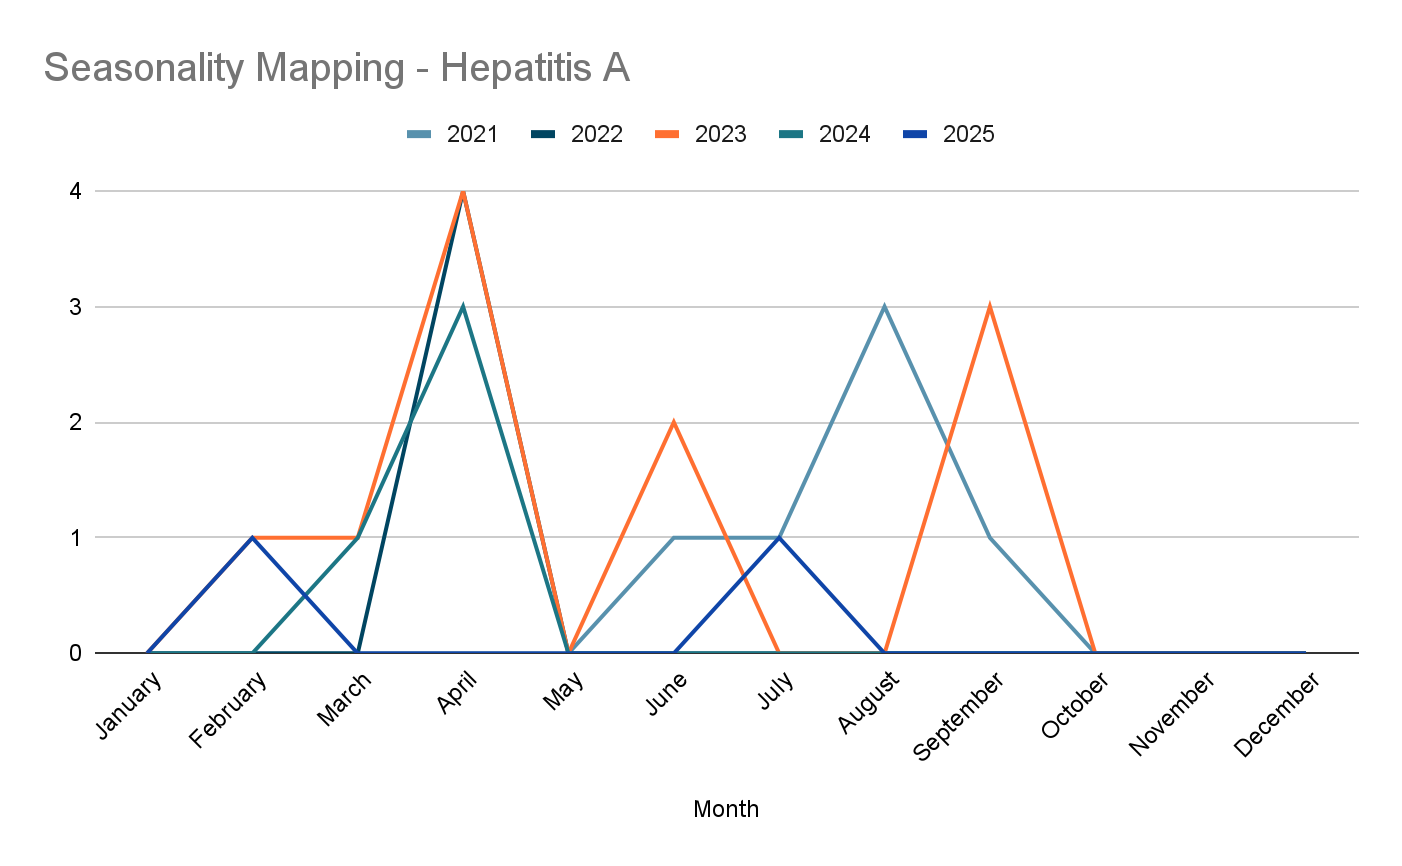 Seasonality Mapping - Hepatitis A
2021 2022 2023 2024 2025
4
3
2
1
0
January February March April May June July August September October November December
Month